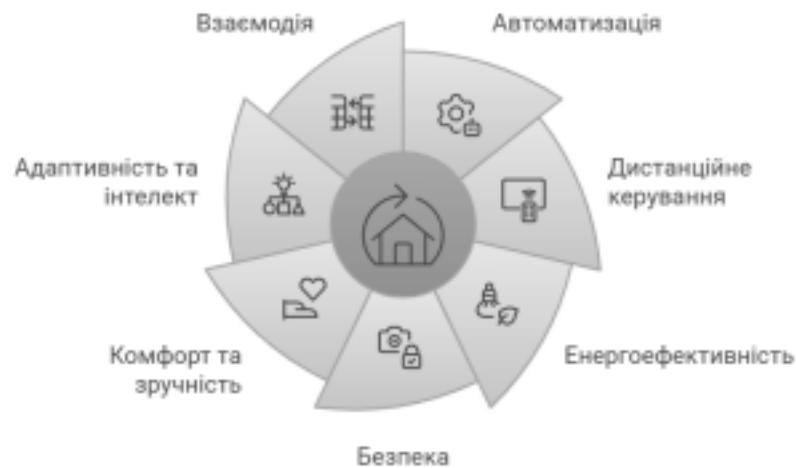 Взаємодія
Автоматизація
Адаптивність та
інтелект
Дистанційне
керування
Комфорт та
зручність
Енергоефективність
Безпека